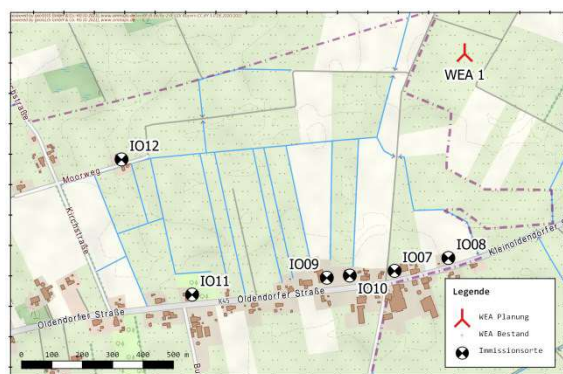 WEA 1
IO12
Moorweg
Kirchstraße
IO08
IO07
IO09
IO10
IO11
Kleinoldendorfer
Oldendorfer Straße
K45
Oldendorfer Straße
Legende
WEA Planung
WEA Bestand
Immissionsorte
0 100 200 300 400 500 m